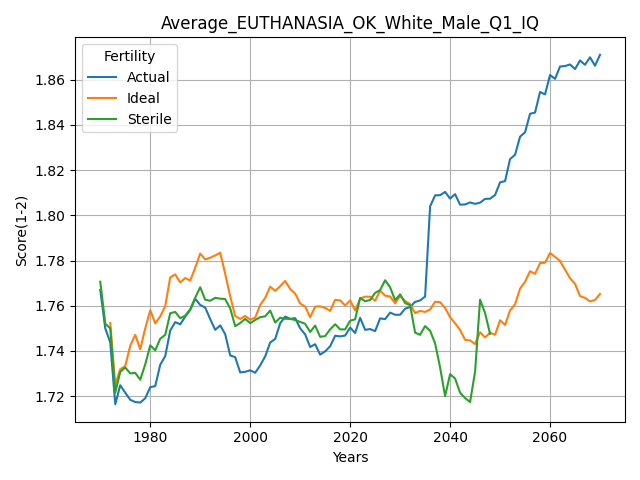 Average_EUTHANASIA_OK_White_Male_Q1_IQ
Fertility
Actual
Ideal
Sterile
Score(1-2)
1.86
1.84
1.82
1.80
1.78
1.76
1.74
1.72
1980
2000
2020
2040
2060
Years